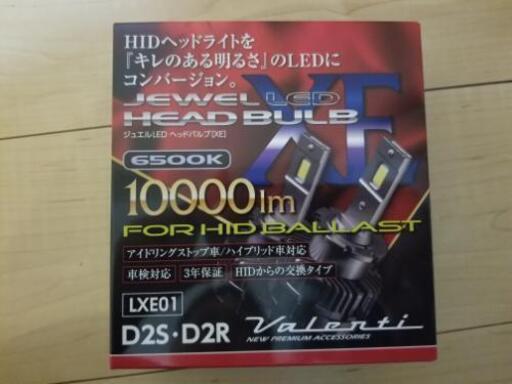 HIDヘッドライトを
『キレのある明るさ』のLEDに
コンバージョン。
JEWEL LED
HEAD BULB
XE
ジュエルLED ヘッドバルブ[XE]
6500K
10000lm
FOR HID BALLAST
アイドリングストップ車/ハイブリッド車対応
車検対応 3年保証 HIDからの交換タイプ
LXE01
D2S・D2R
Valenti
NEW PREMIUM ACCESSORIES